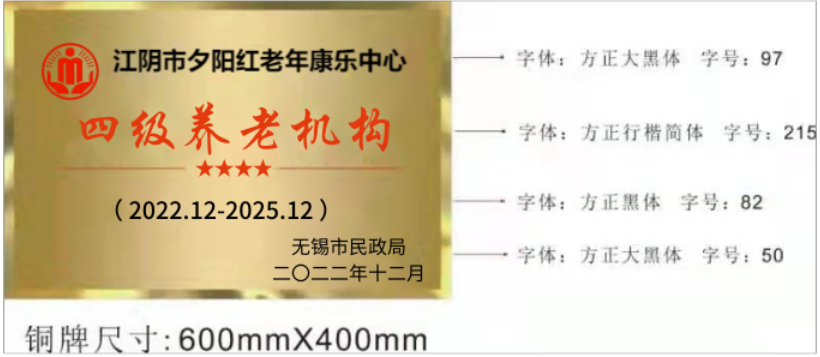 江阴市夕阳红老年康乐中心
字体：方正大黑体 字号：97
四级养老机构
字体：方正行楷简体 字号：215
★★★★
（2022.12-2025.12）
字体：方正黑体 字号：82
无锡市民政局
字体：方正大黑体 字号：50
二〇二二年十二月
铜牌尺寸：600mmX400mm